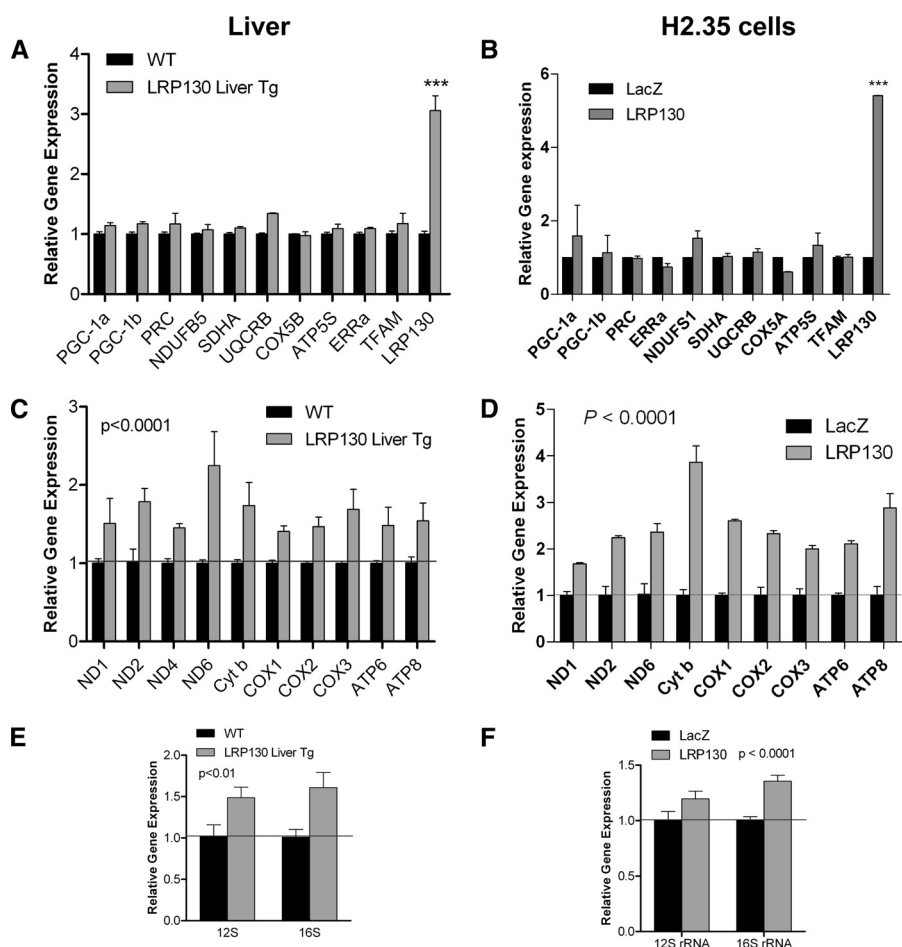 Liver
H2.35 cells
A
WT
LRP130 Liver Tg
***
Relative Gene Expression
4
3
2
1
0
PGC-1a
PGC-1b
PRC
NDUFB5
SDHA
UQCRB
COX5B
ATP5S
ERRa
TFAM
LRP130
B
LacZ
LRP130
***
Relative Gene expression
6
4
2
0
PGC-1a
PGC-1b
PRC
ERRa
NDUFS1
SDHA
UQCRB
COX5A
ATP5S
TFAM
LRP130
C
p<0.0001
WT
LRP130 Liver Tg
Relative Gene Expression
3
2
1
0
ND1
ND2
ND4
ND6
Cyt b
COX1
COX2
COX3
ATP6
ATP8
D
P < 0.0001
LacZ
LRP130
Relative Gene Expression
5
4
3
2
1
0
ND1
ND2
ND6
Cyt b
COX1
COX2
COX3
ATP6
ATP8
E
WT
LRP130 Liver Tg
p<0.01
Relative Gene Expression
2.0
1.5
1.0
0.5
0.0
12S
16S
F
LacZ
LRP130
p < 0.0001
Relative Gene Expression
1.5
1.0
0.5
0.0
12S rRNA
16S rRNA